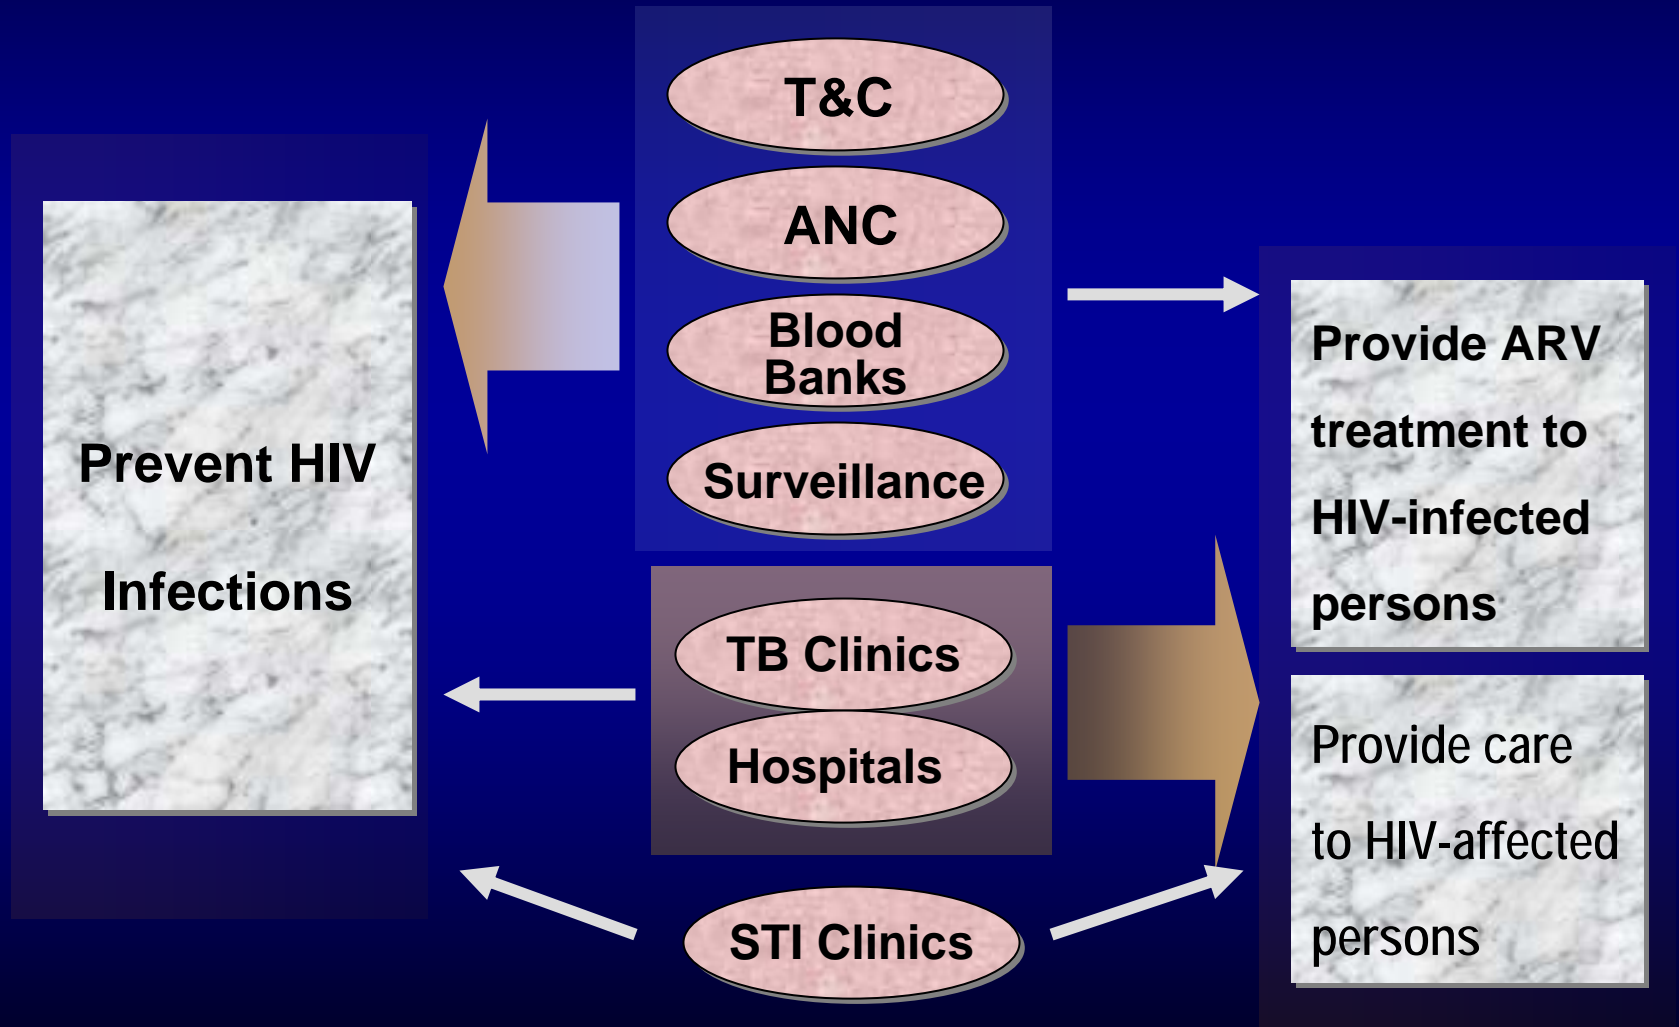 T&C
ANC
Blood
Banks
Surveillance
TB Clinics
Hospitals
STI Clinics
Prevent HIV
Infections
Provide ARV
treatment to
HIV-infected
persons
Provide care
to HIV-affected
persons